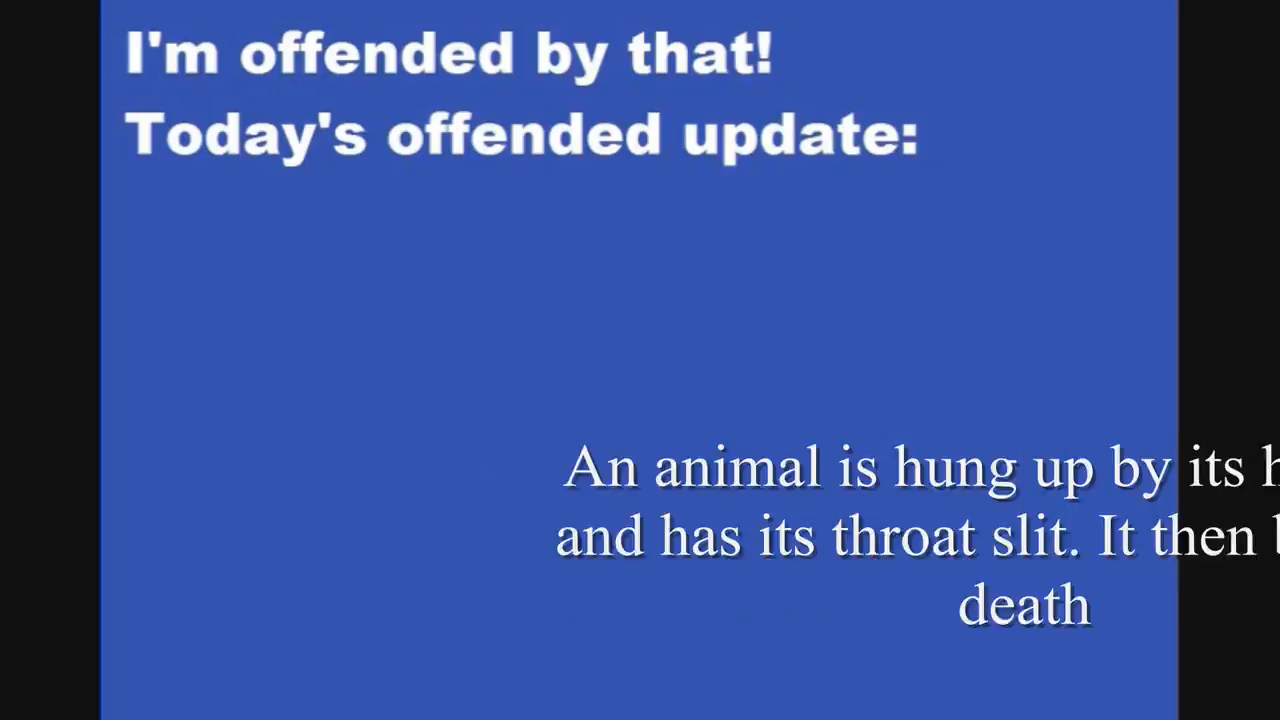 I'm offended by that!
Today's offended update:
An animal is hung up by its
and has its throat slit. It then
death